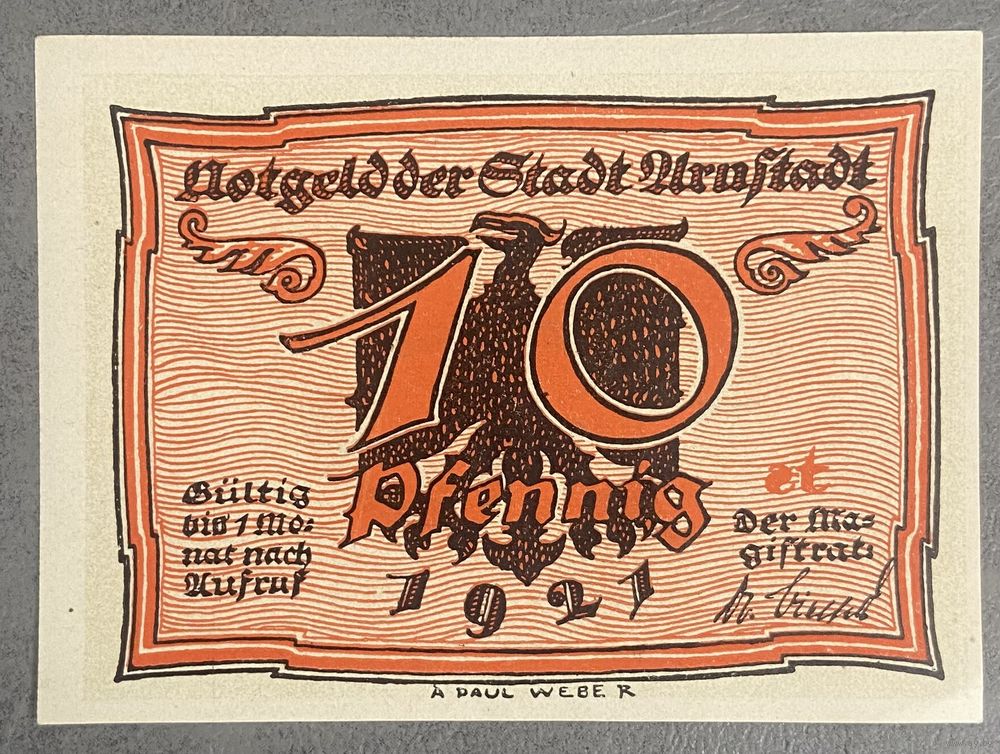 Notgeld der Stadt Arnstadt
10
Pfennig
1921
Gültig
bis 1 Mo=
nat nach
Aufruf
et
Der Ma=
gistrat:
A PAUL WEBER